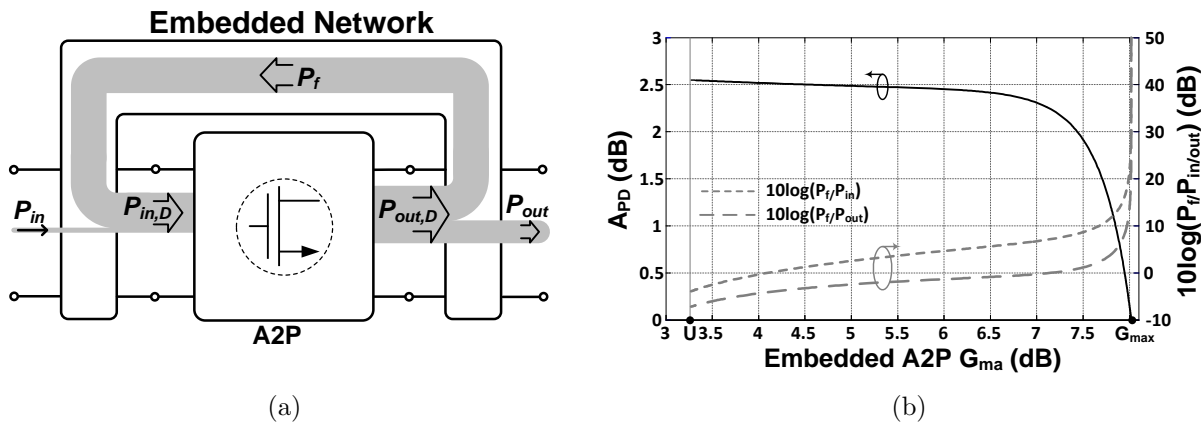 Embedded Network
P_f
P_in
P_in,D
P_out,D
P_out
A2P
(a)
3
2.5
2
1.5
1
0.5
0
A_PD (dB)
50
40
30
20
10
0
-10
10log(P_f/P_in/out) (dB)
10log(P_f/P_in)
10log(P_f/P_out)
3 U 3.5 4 4.5 5 5.5 6 6.5 7 7.5 G_max
Embedded A2P G_ma (dB)
(b)